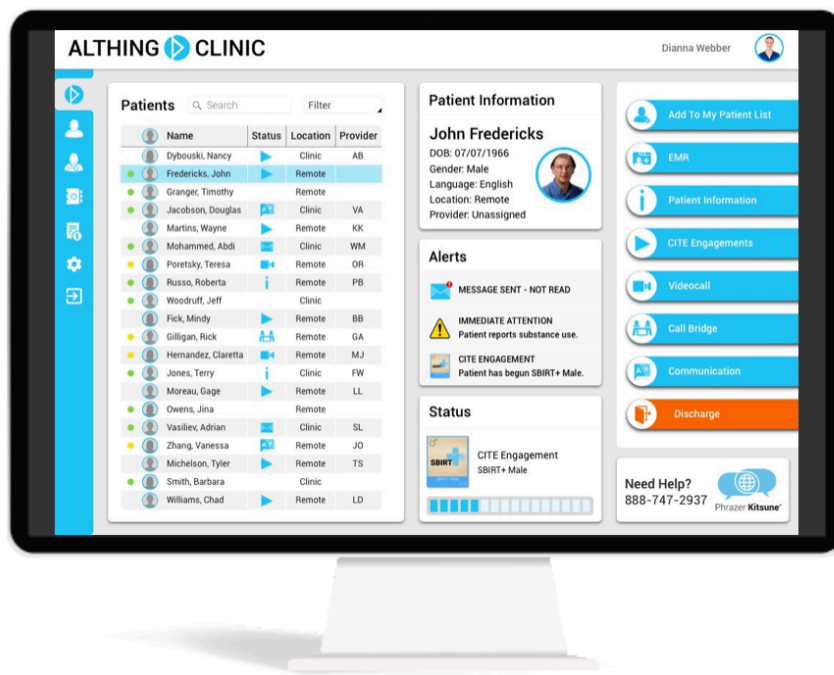 ALTHING CLINIC
Dianna Webber
Patients Search Filter
Name Status Location Provider
Dybouski, Nancy Clinic AB
Fredericks, John Remote
Granger, Timothy Remote
Jacobson, Douglas Clinic VA
Martins, Wayne Remote KK
Mohammed, Abdi Clinic WM
Poretsky, Teresa Remote OR
Russo, Roberta Remote PB
Woodruff, Jeff Clinic
Fick, Mindy Remote BB
Gilligan, Rick Remote GA
Hernandez, Claretta Remote MJ
Jones, Terry Clinic FW
Moreau, Gage Remote LL
Owens, Jina Remote
Vasiliev, Adrian Clinic SL
Zhang, Vanessa Remote JO
Michelson, Tyler Remote TS
Smith, Barbara Clinic
Williams, Chad Remote LD
Patient Information
John Fredericks
DOB: 07/07/1966
Gender: Male
Language: English
Location: Remote
Provider: Unassigned
Alerts
MESSAGE SENT - NOT READ
IMMEDIATE ATTENTION
Patient reports substance use.
CITE ENGAGEMENT
Patient has begun SBIRT+ Male.
Status
SBIRT
CITE Engagement
SBIRT+ Male
Add To My Patient List
EMR
Patient Information
CITE Engagements
Videocall
Call Bridge
Communication
Discharge
Need Help?
888-747-2937
Phrazer Kitsune